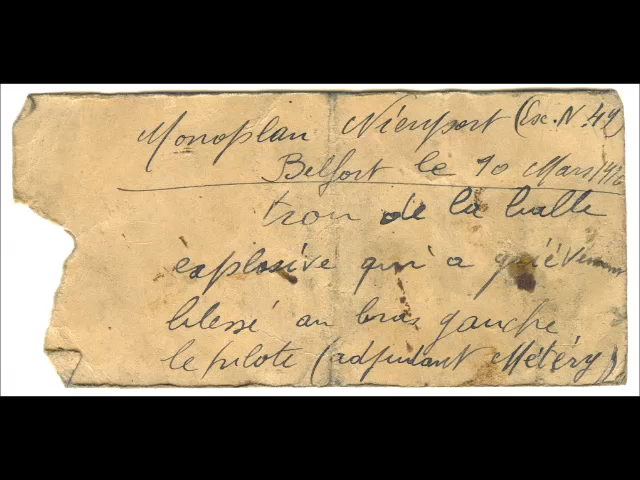 Monoplan Nieuport (Esc. N. 49)
Belfort le 10 Mars 1916
trou de la balle
explosive qui a grièvement
blessé au bras gauche
le pilote (adjudant Métèry)